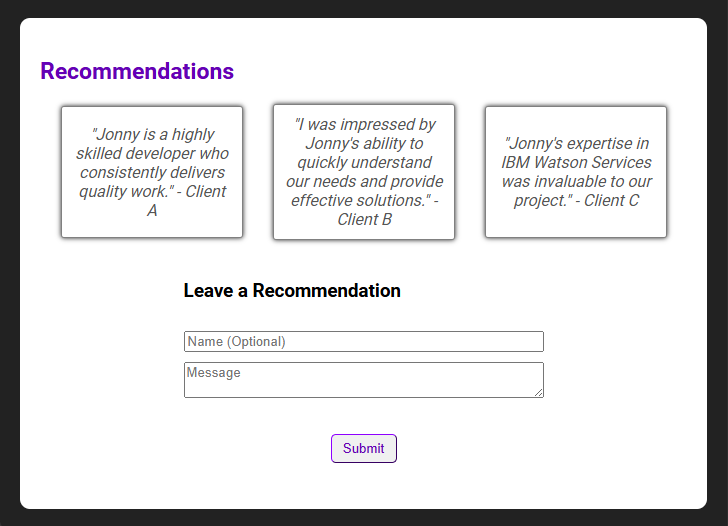 Recommendations
"Jonny is a highly
skilled developer who
consistently delivers
quality work." - Client
A
"I was impressed by
Jonny's ability to
quickly understand
our needs and provide
effective solutions." -
Client B
"Jonny's expertise in
IBM Watson Services
was invaluable to our
project." - Client C
Leave a Recommendation
Name (Optional)
Message
Submit